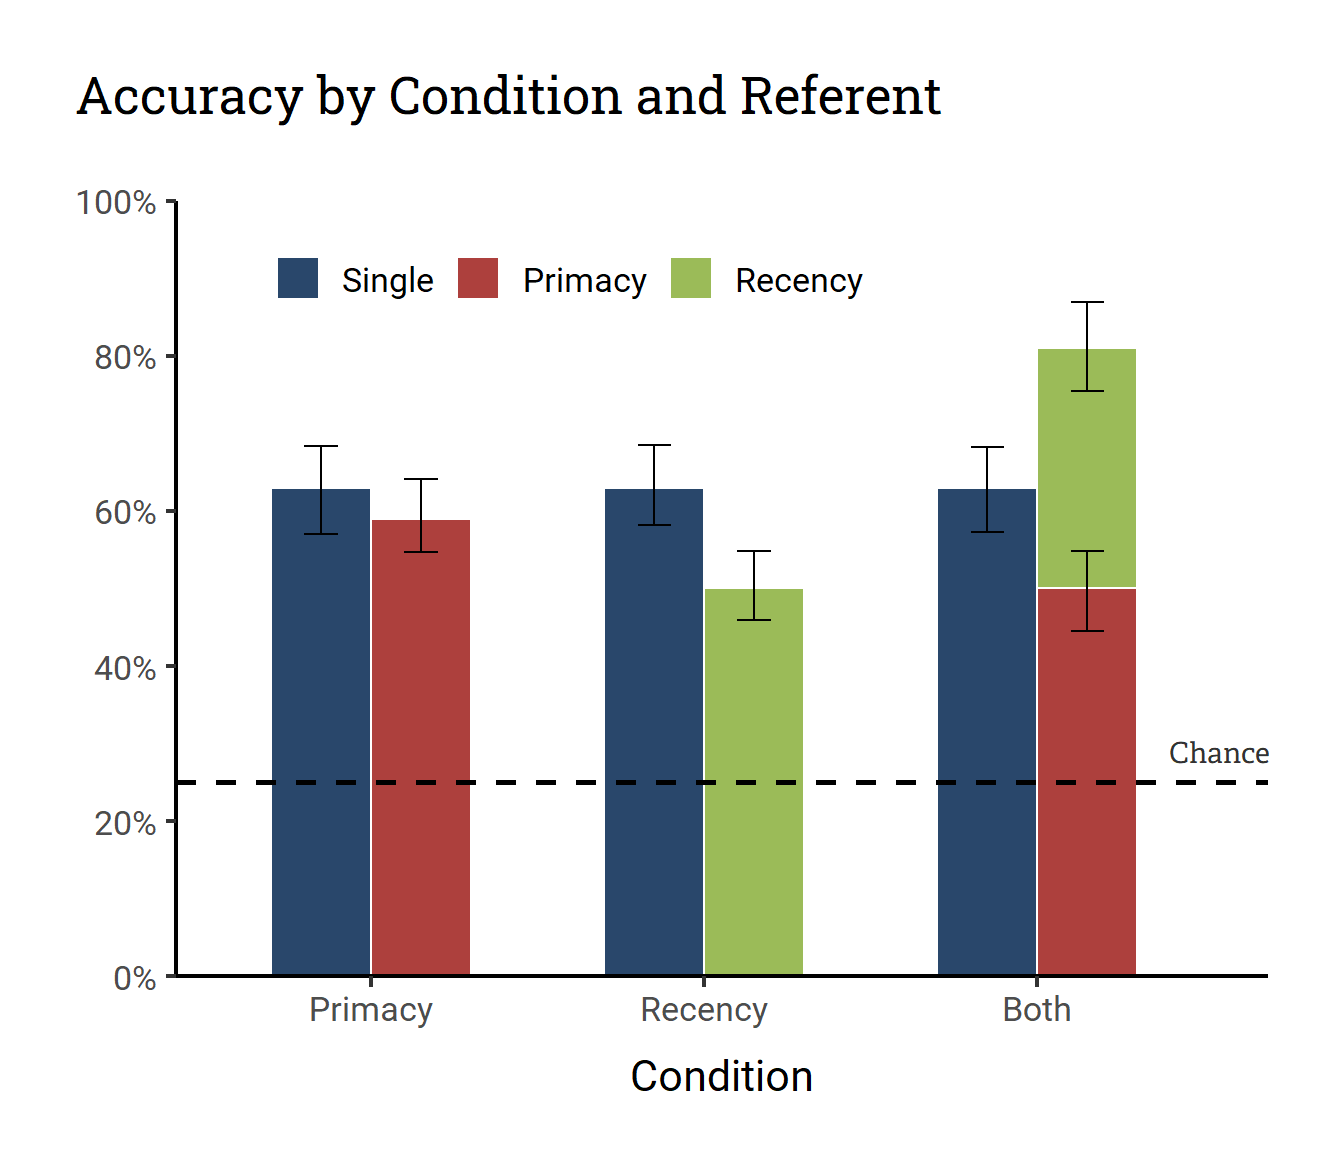 Accuracy by Condition and Referent
100%
Single Primacy Recency
80%
60%
40%
Chance
20%
0%
Primacy Recency Both
Condition